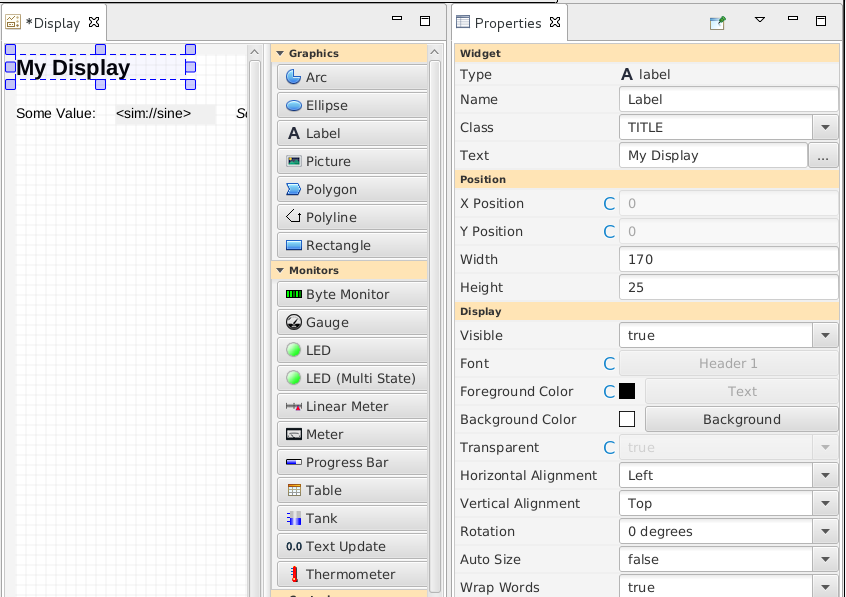 *Display
My Display
Some Value: <sim://sine>
Graphics
Arc
Ellipse
Label
Picture
Polygon
Polyline
Rectangle
Monitors
Byte Monitor
Gauge
LED
LED (Multi State)
Linear Meter
Meter
Progress Bar
Table
Tank
0.0 Text Update
Thermometer
Properties
Widget
Type A label
Name Label
Class TITLE
Text My Display ...
Position
X Position C 0
Y Position C 0
Width 170
Height 25
Display
Visible true
Font C Header 1
Foreground Color C Text
Background Color Background
Transparent C true
Horizontal Alignment Left
Vertical Alignment Top
Rotation 0 degrees
Auto Size false
Wrap Words true